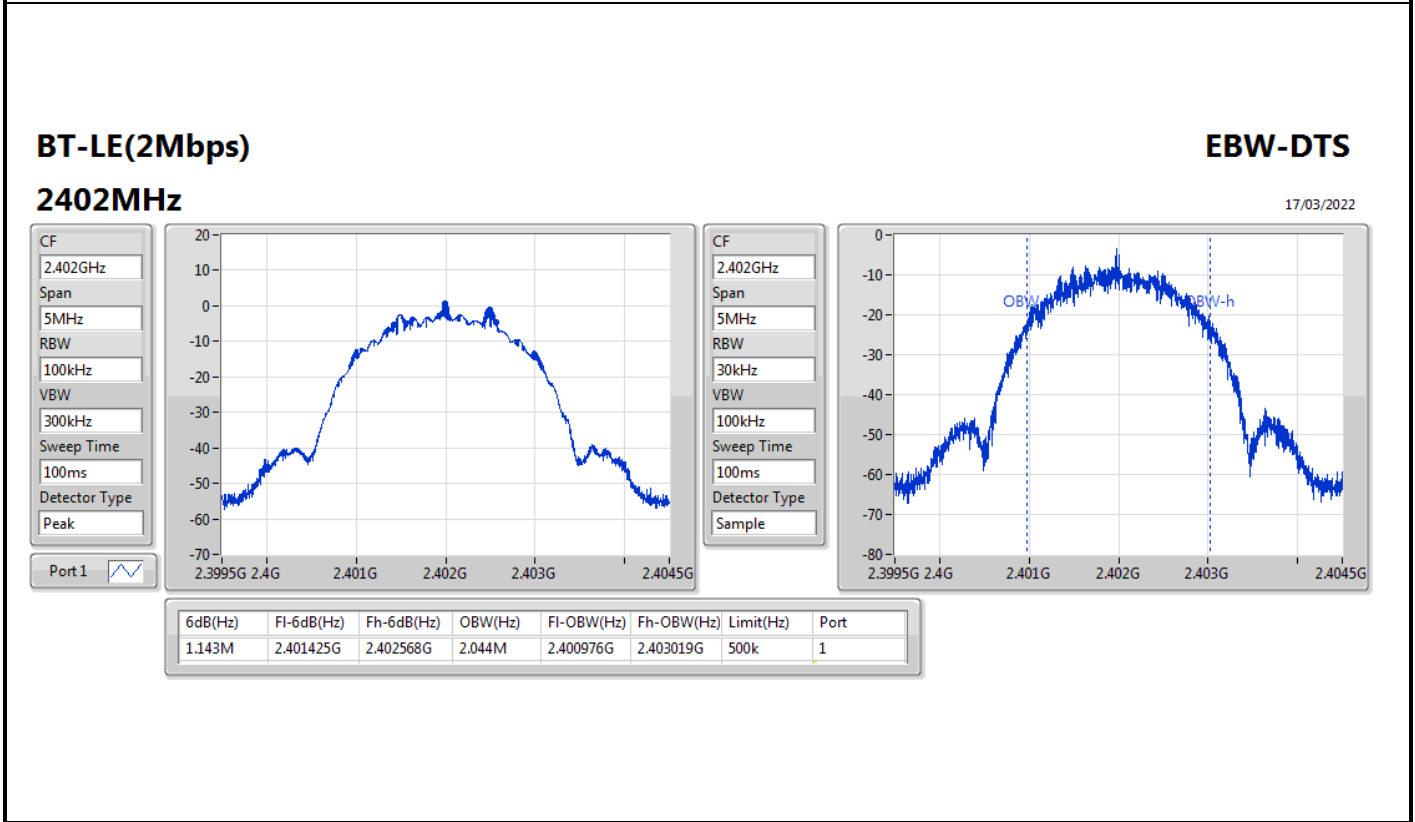 BT-LE(2Mbps)
EBW-DTS
2402MHz
17/03/2022
CF
2.402GHz
Span
5MHz
RBW
100kHz
VBW
300kHz
Sweep Time
100ms
Detector Type
Peak
Port 1
20
10
0
-10
-20
-30
-40
-50
-60
-70
2.3995G 2.4G 2.401G 2.402G 2.403G 2.4045G
CF
2.402GHz
Span
5MHz
RBW
30kHz
VBW
100kHz
Sweep Time
100ms
Detector Type
Sample
0
-10
-20
-30
-40
-50
-60
-70
-80
OBW
OBW-h
2.3995G 2.4G 2.401G 2.402G 2.403G 2.4045G
6dB(Hz) Fl-6dB(Hz) Fh-6dB(Hz) OBW(Hz) Fl-OBW(Hz) Fh-OBW(Hz) Limit(Hz) Port
1.143M 2.401425G 2.402568G 2.044M 2.400976G 2.403019G 500k 1